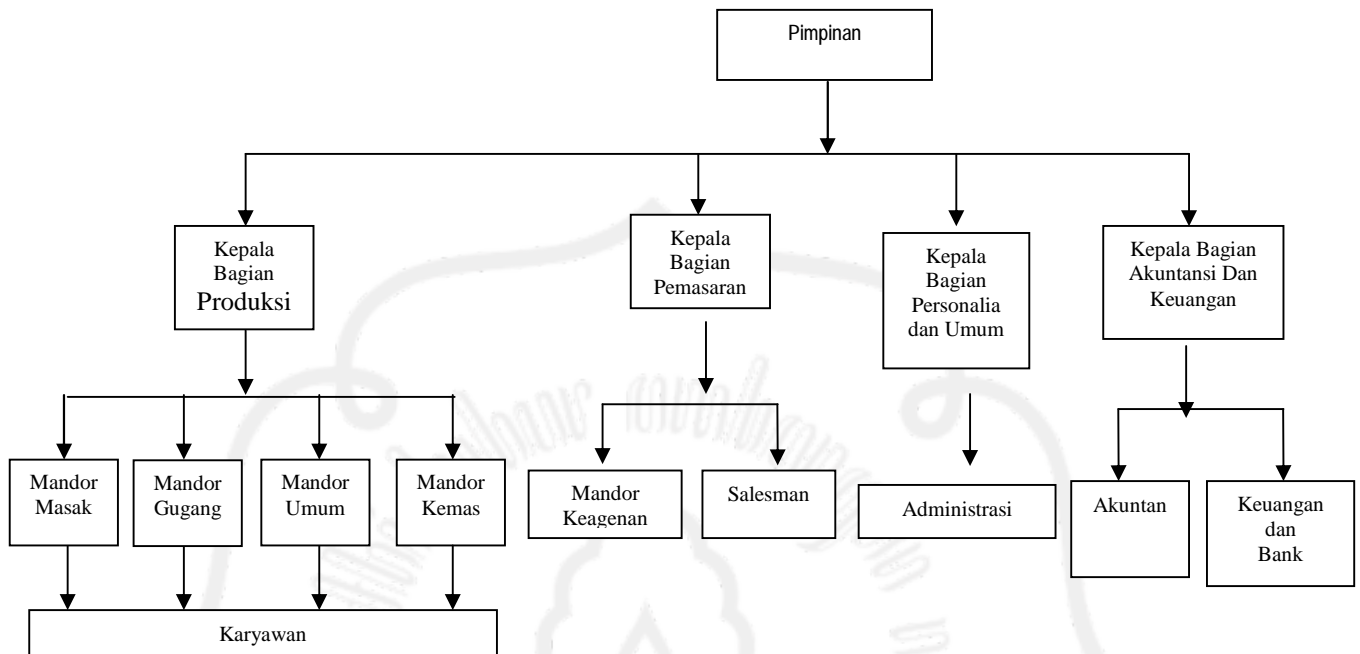 Pimpinan
Kepala
Bagian
Produksi
Kepala
Bagian
Pemasaran
Kepala
Bagian
Personalia
dan Umum
Kepala Bagian
Akuntansi Dan
Keuangan
Mandor
Masak
Mandor
Gugang
Mandor
Umum
Mandor
Kemas
Mandor
Keagenan
Salesman
Administrasi
Akuntan
Keuangan
dan
Bank
Karyawan